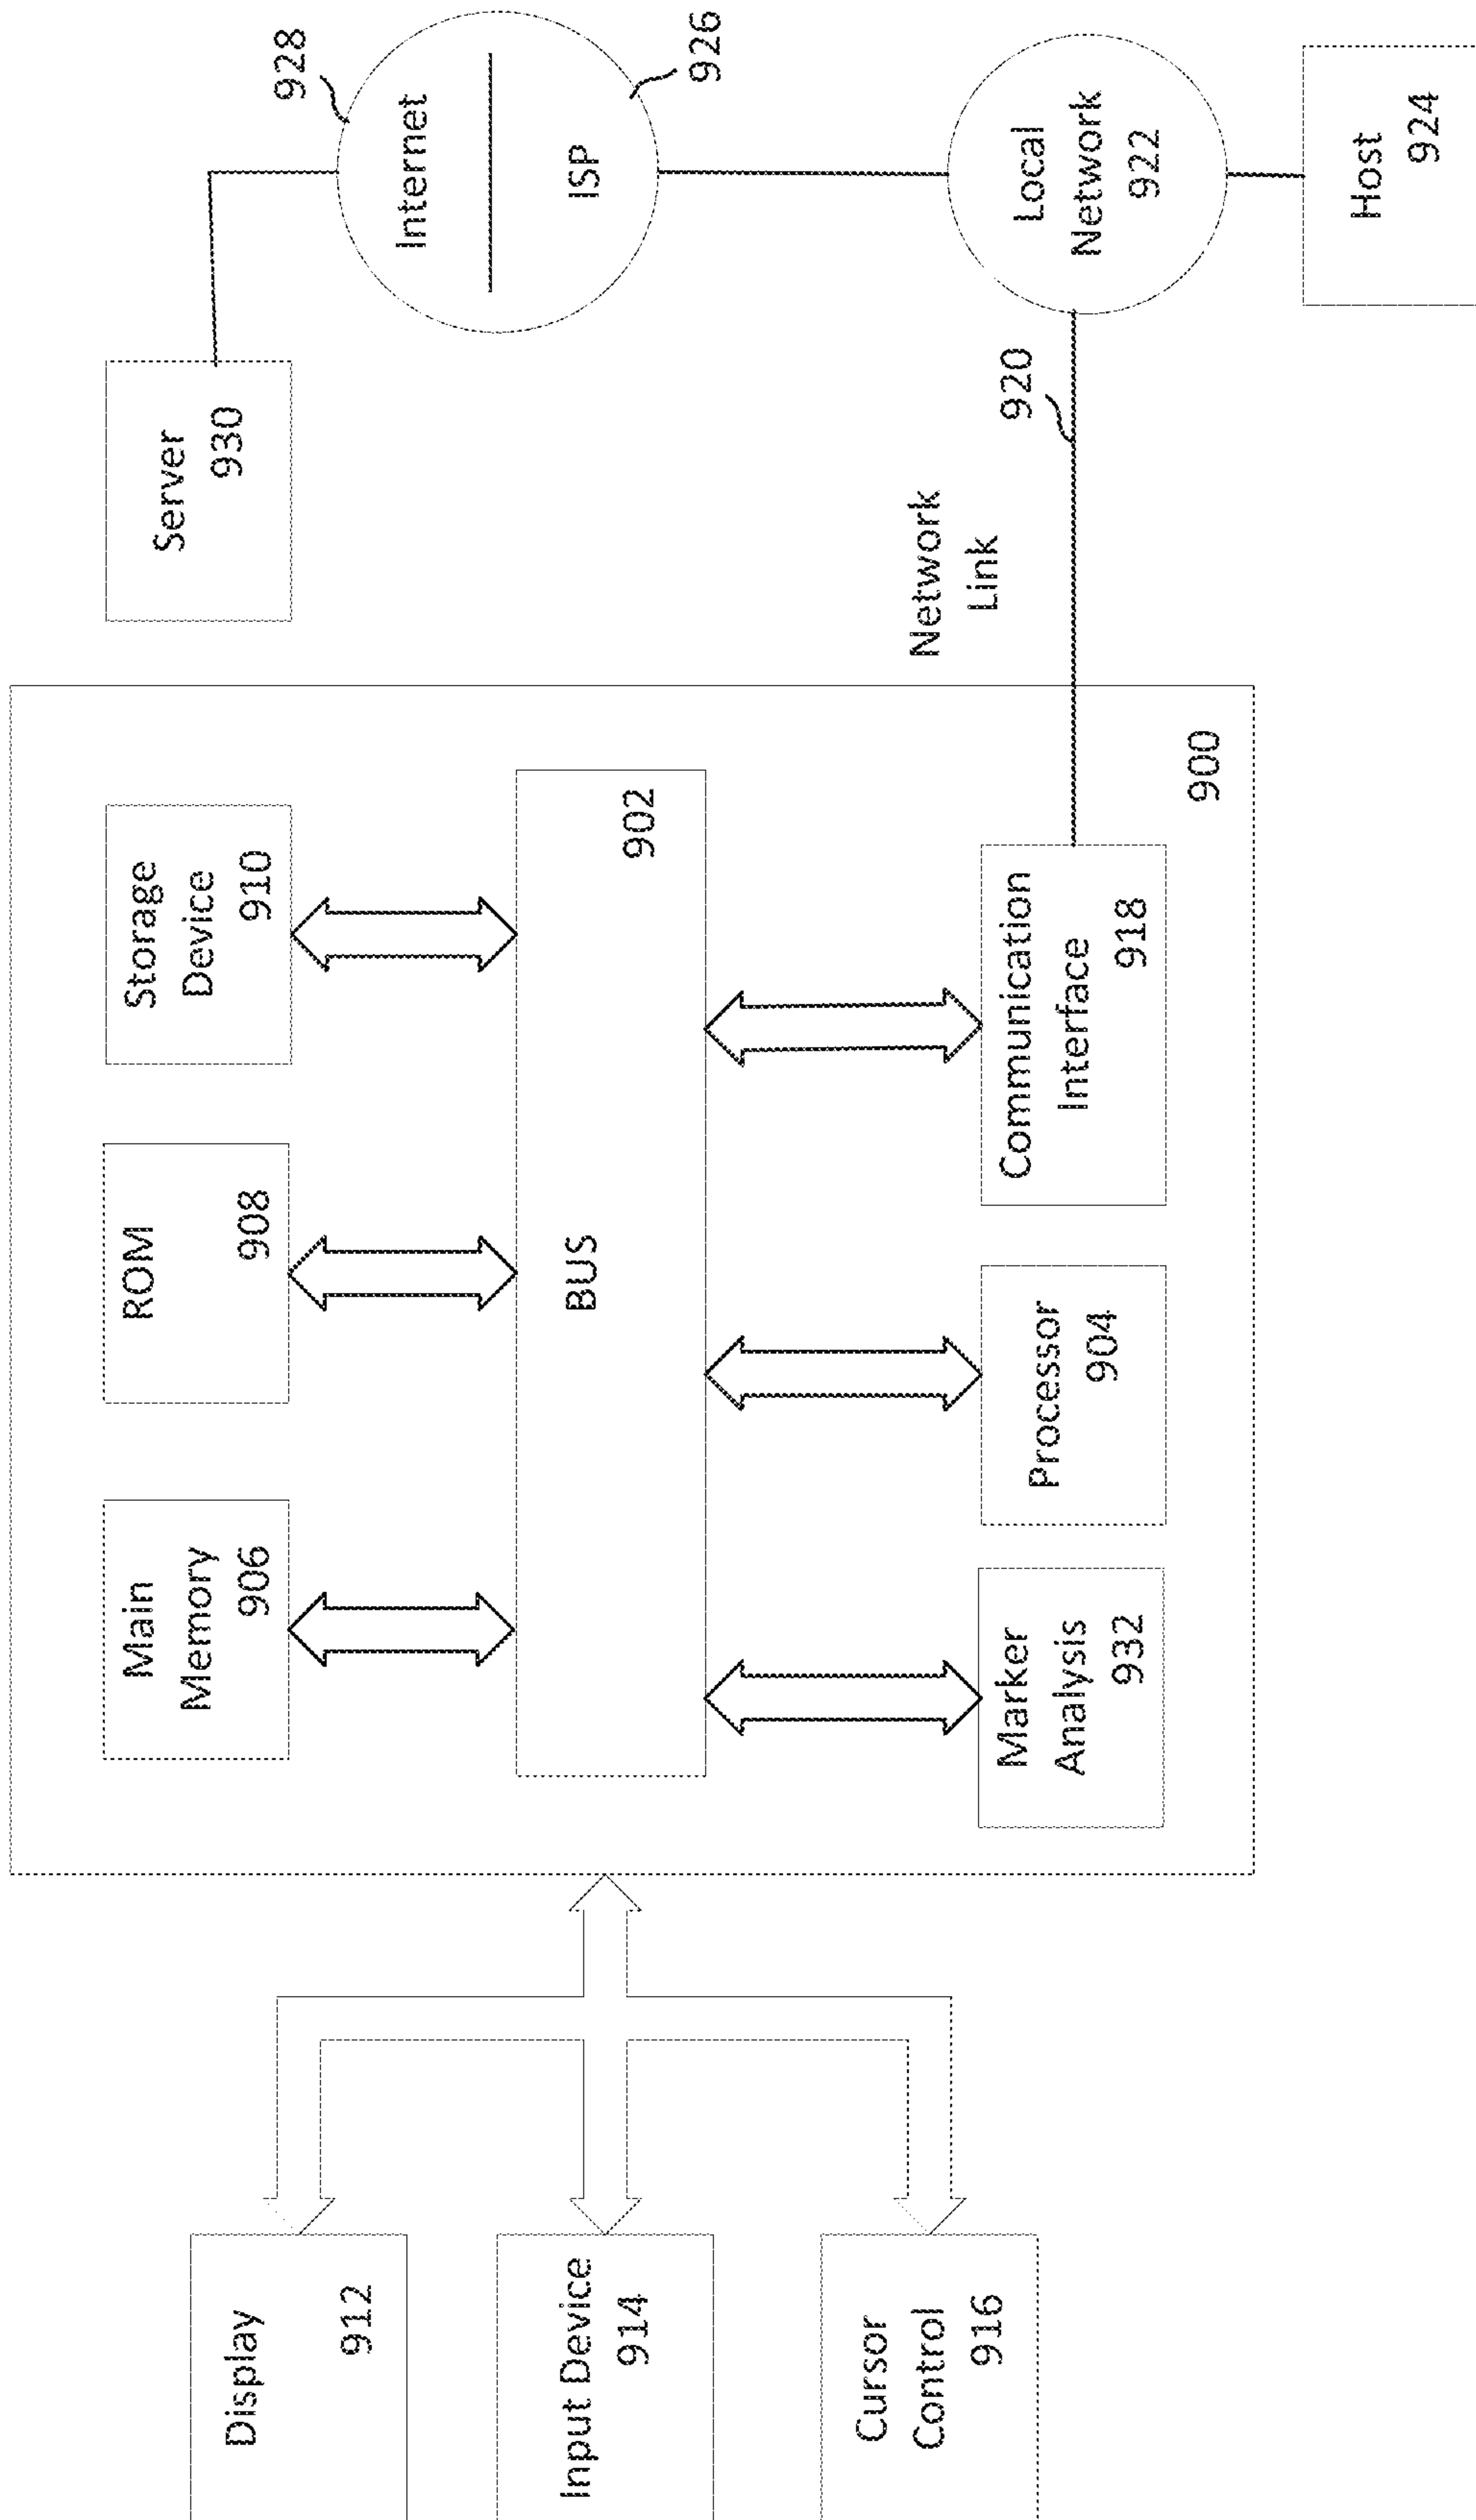 Display
912
Input Device
914
Cursor
Control
916
Main
Memory
906
ROM
908
Storage
Device
910
BUS
902
Marker
Analysis
932
Processor
904
Communication
Interface
918
900
Server
930
Network
Link
920
928
Internet
ISP
926
Local
Network
922
Host
924